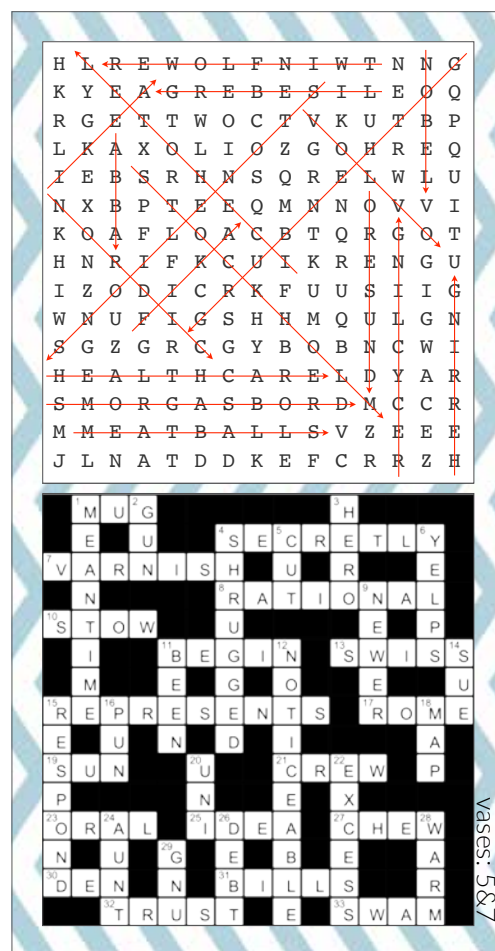 H L R E W O L F N I W T N N G
K Y E A G R E B E S I L E O Q
R G E T T W O C T V K U T B P
L K A X O L I O Z G O H R E Q
I E B S R H N S Q R E L W L U
N X B P T E E Q M N N O V V I
K O A F L O A C B T Q R G O T
H N R I F K C U I K R E N G U
I Z O D I C R K F U U S I I G
W N U F I G S H H M Q U L G N
S G Z G R C G Y B O B N C W I
H E A L T H C A R E L D Y A R
S M O R G A S B O R D M C C R
M M E A T B A L L S V Z E E E
J L N A T D D K E F C R R Z H
1 M U 2 G 3 H
E U 4 S E 5 C R E T L 6 Y
7 V A R N I S H U R E
N 8 R A T I O 9 N A L
10 S T O W U E P
I 11 B E G I 12 N 13 S W I S 14 S
M E G O E U
15 R E 16 P R E S E N T S 17 R O 18 M E
E U N D I A
19 S U N 20 U 21 C R 22 E W P
P N E X
23 O R 24 A L 25 I 26 D E A 27 C H E 28 W
N U 29 G E B E A
30 D E N N 31 B I L L S R
32 T R U S T E 33 S W A M
vases: 5&7